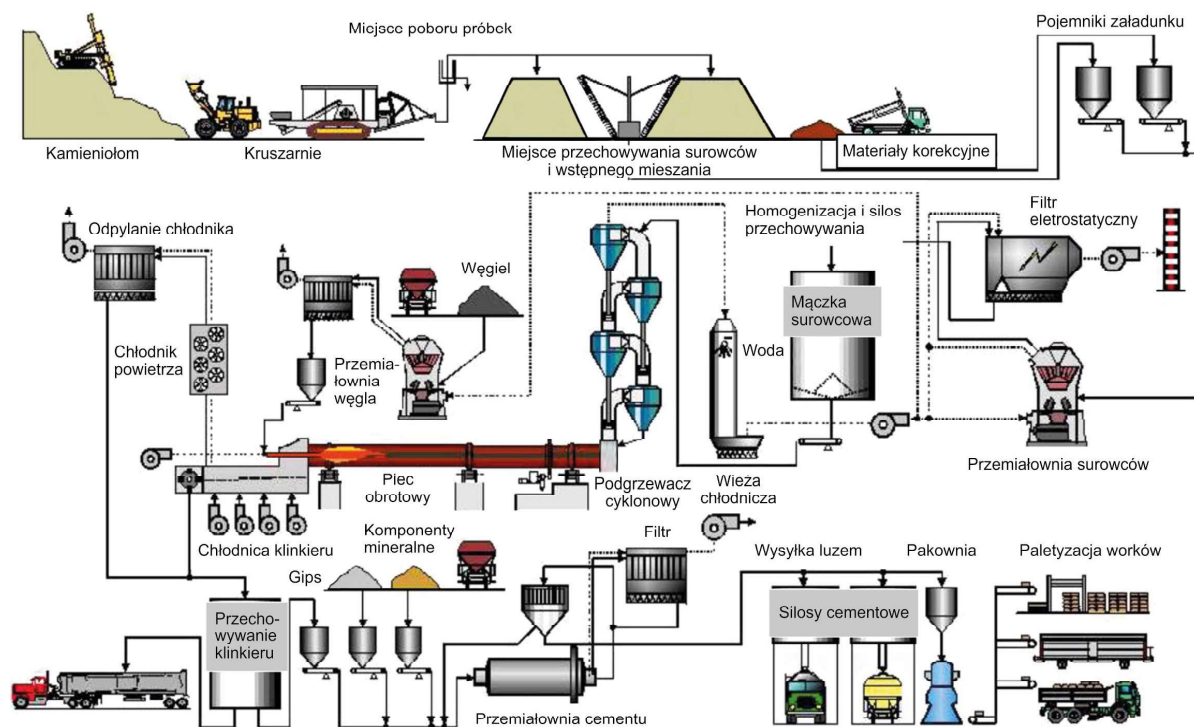 Miejsce poboru próbek
Pojemniki załadunku
Kamieniołom
Kruszarnie
Miejsce przechowywania surowców
i wstępnego mieszania
Materiały korekcyjne
Odpylanie chłodnika
Węgiel
Homogenizacja i silos
przechowywania
Filtr
eletrostatyczny
Mączka
surowcowa
Chłodnik
powietrza
Przemia-
łownia
węgla
Woda
Piec
obrotowy
Podgrzewacz
cyklonowy
Wieża
chłodnicza
Przemiałownia surowców
Chłodnica klinkieru
Komponenty
mineralne
Gips
Filtr
Wysyłka luzem
Pakownia
Paletyzacja worków
Przecho-
wywanie
klinkieru
Silosy cementowe
Przemiałownia cementu